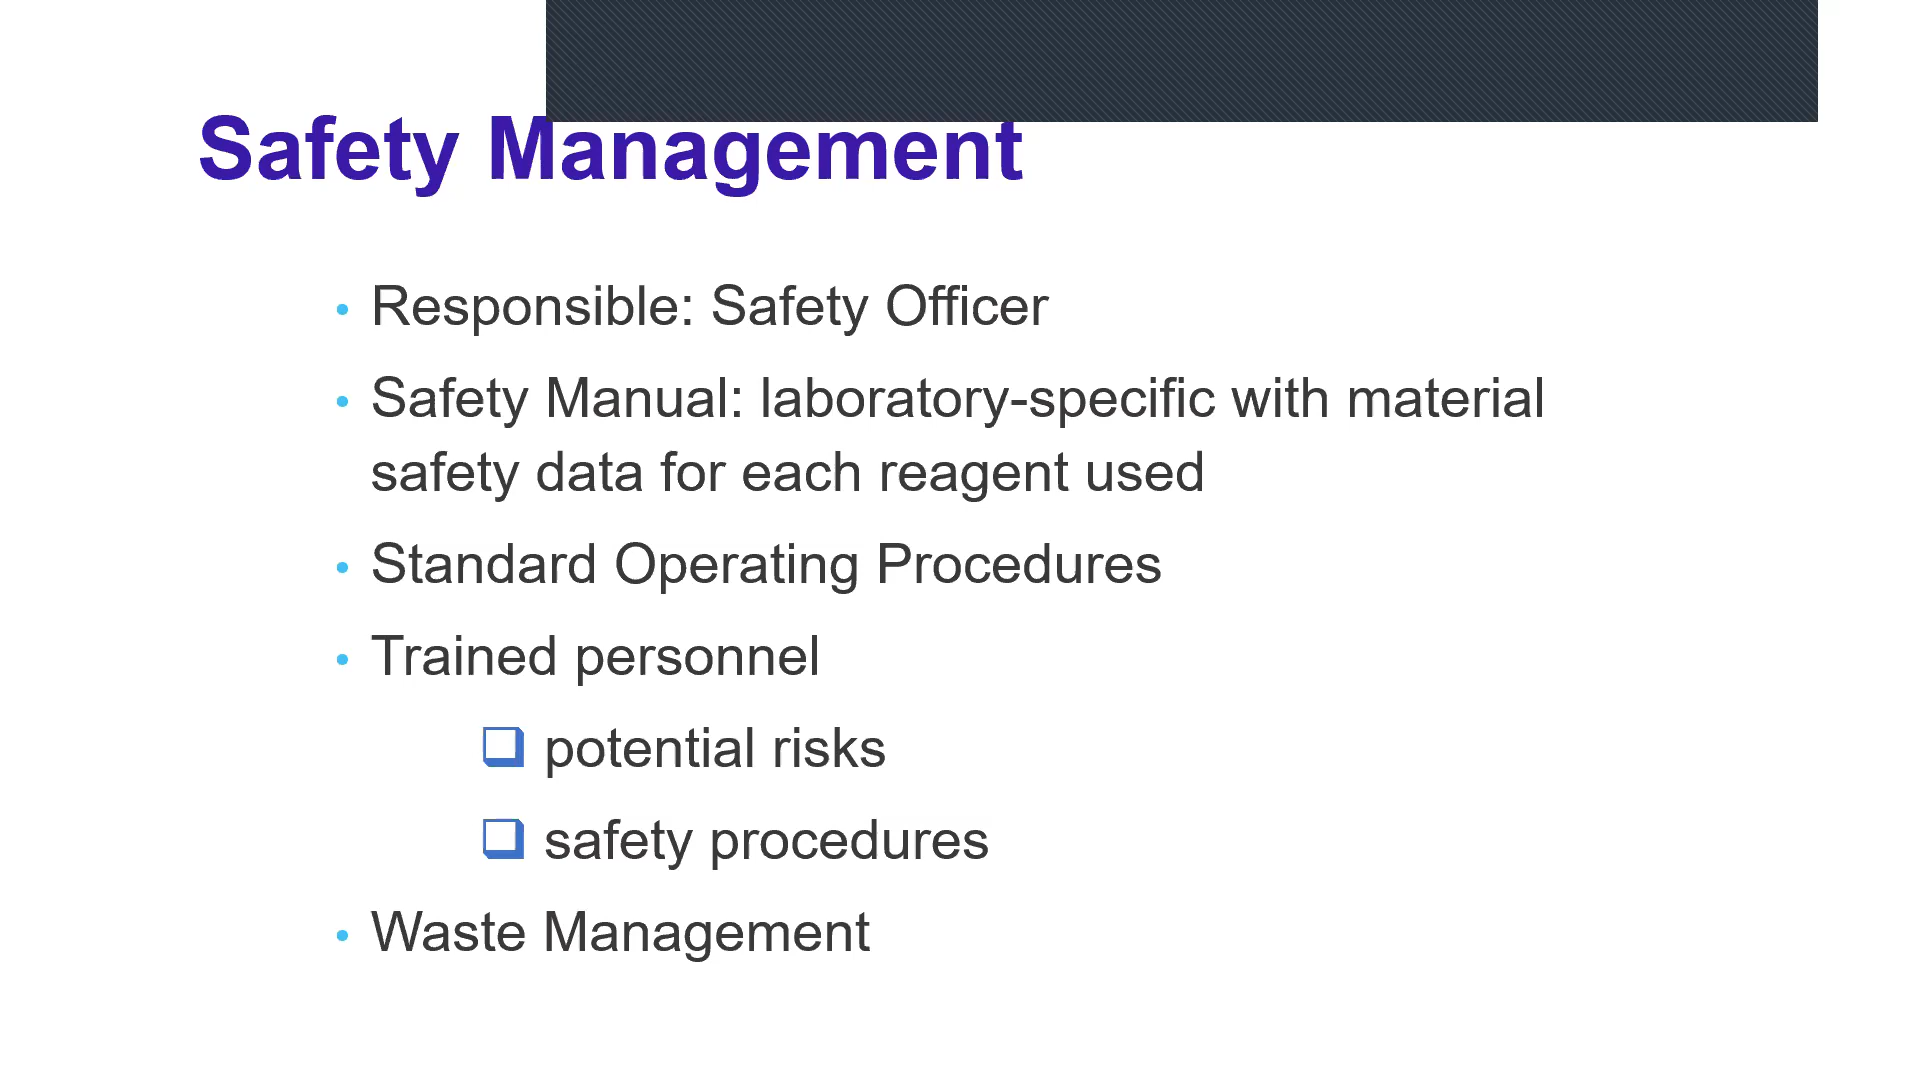 Safety Management
• Responsible: Safety Officer
• Safety Manual: laboratory-specific with material
safety data for each reagent used
• Standard Operating Procedures
• Trained personnel
❑ potential risks
❑ safety procedures
• Waste Management